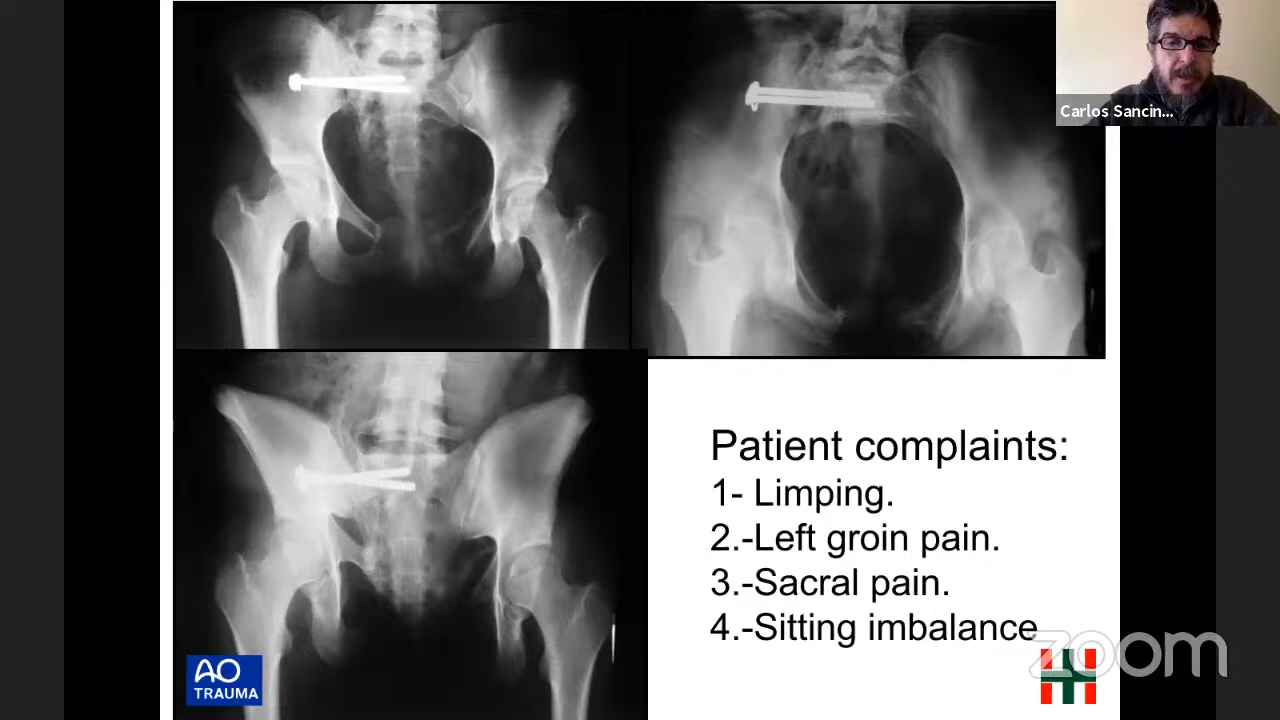 Carlos Sancin...
Patient complaints:
1- Limping.
2.-Left groin pain.
3.-Sacral pain.
4.-Sitting imbalance
zoom
AO
TRAUMA